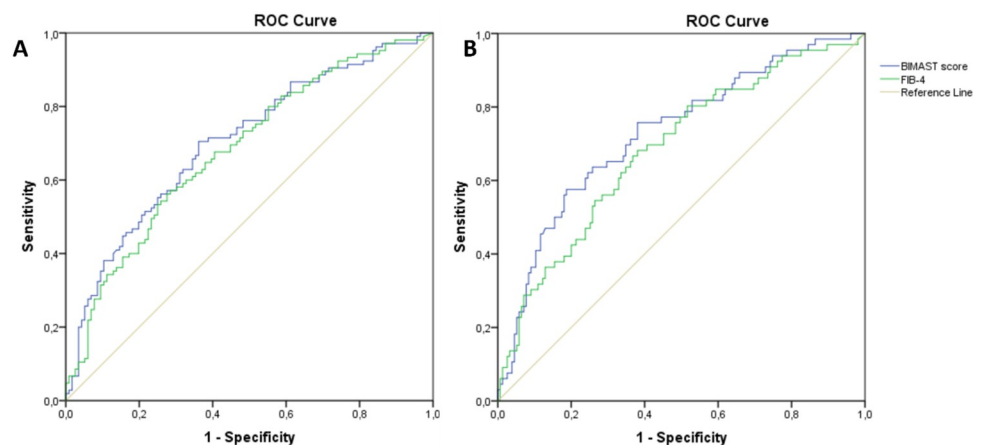 A
ROC Curve
1,0
0,8
0,6
0,4
0,2
0,0
Sensitivity
0,0 0,2 0,4 0,6 0,8 1,0
1 - Specificity
B
ROC Curve
1,0
0,8
0,6
0,4
0,2
0,0
Sensitivity
0,0 0,2 0,4 0,6 0,8 1,0
1 - Specificity
BIMAST score
FIB-4
Reference Line